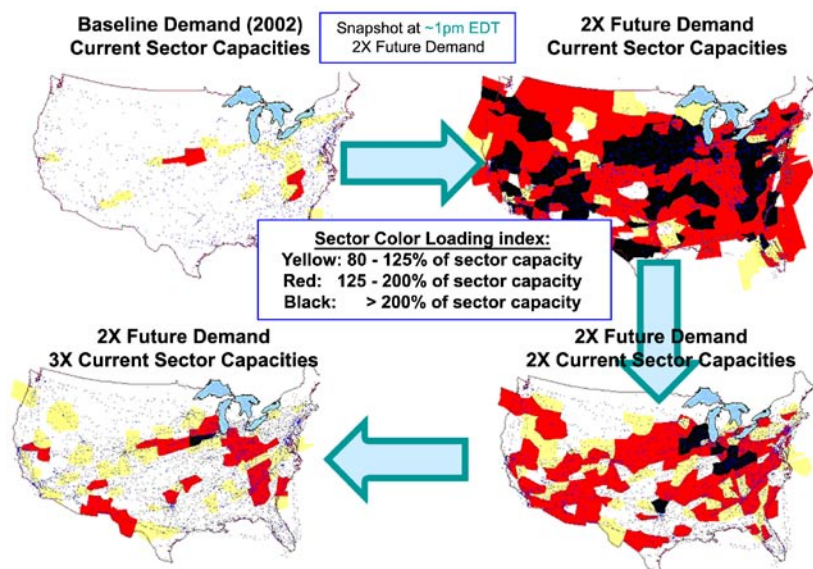 Baseline Demand (2002)
Current Sector Capacities
Snapshot at ~1pm EDT
2X Future Demand
2X Future Demand
Current Sector Capacities
Sector Color Loading index:
Yellow: 80 - 125% of sector capacity
Red: 125 - 200% of sector capacity
Black: > 200% of sector capacity
2X Future Demand
3X Current Sector Capacities
2X Future Demand
2X Current Sector Capacities